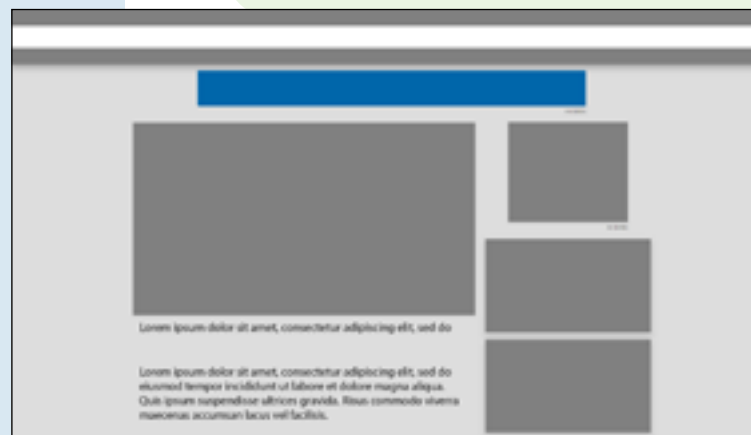 Lorem ipsum dolor sit amet, consectetur adipiscing elit, sed do
Lorem ipsum dolor sit amet, consectetur adipiscing elit, sed do
eiusmod tempor incididunt ut labore et dolore magna aliqua.
Quis ipsum suspendisse ultrices gravida. Risus commodo viverra
maecenas accumsan lacus vel facilisis.